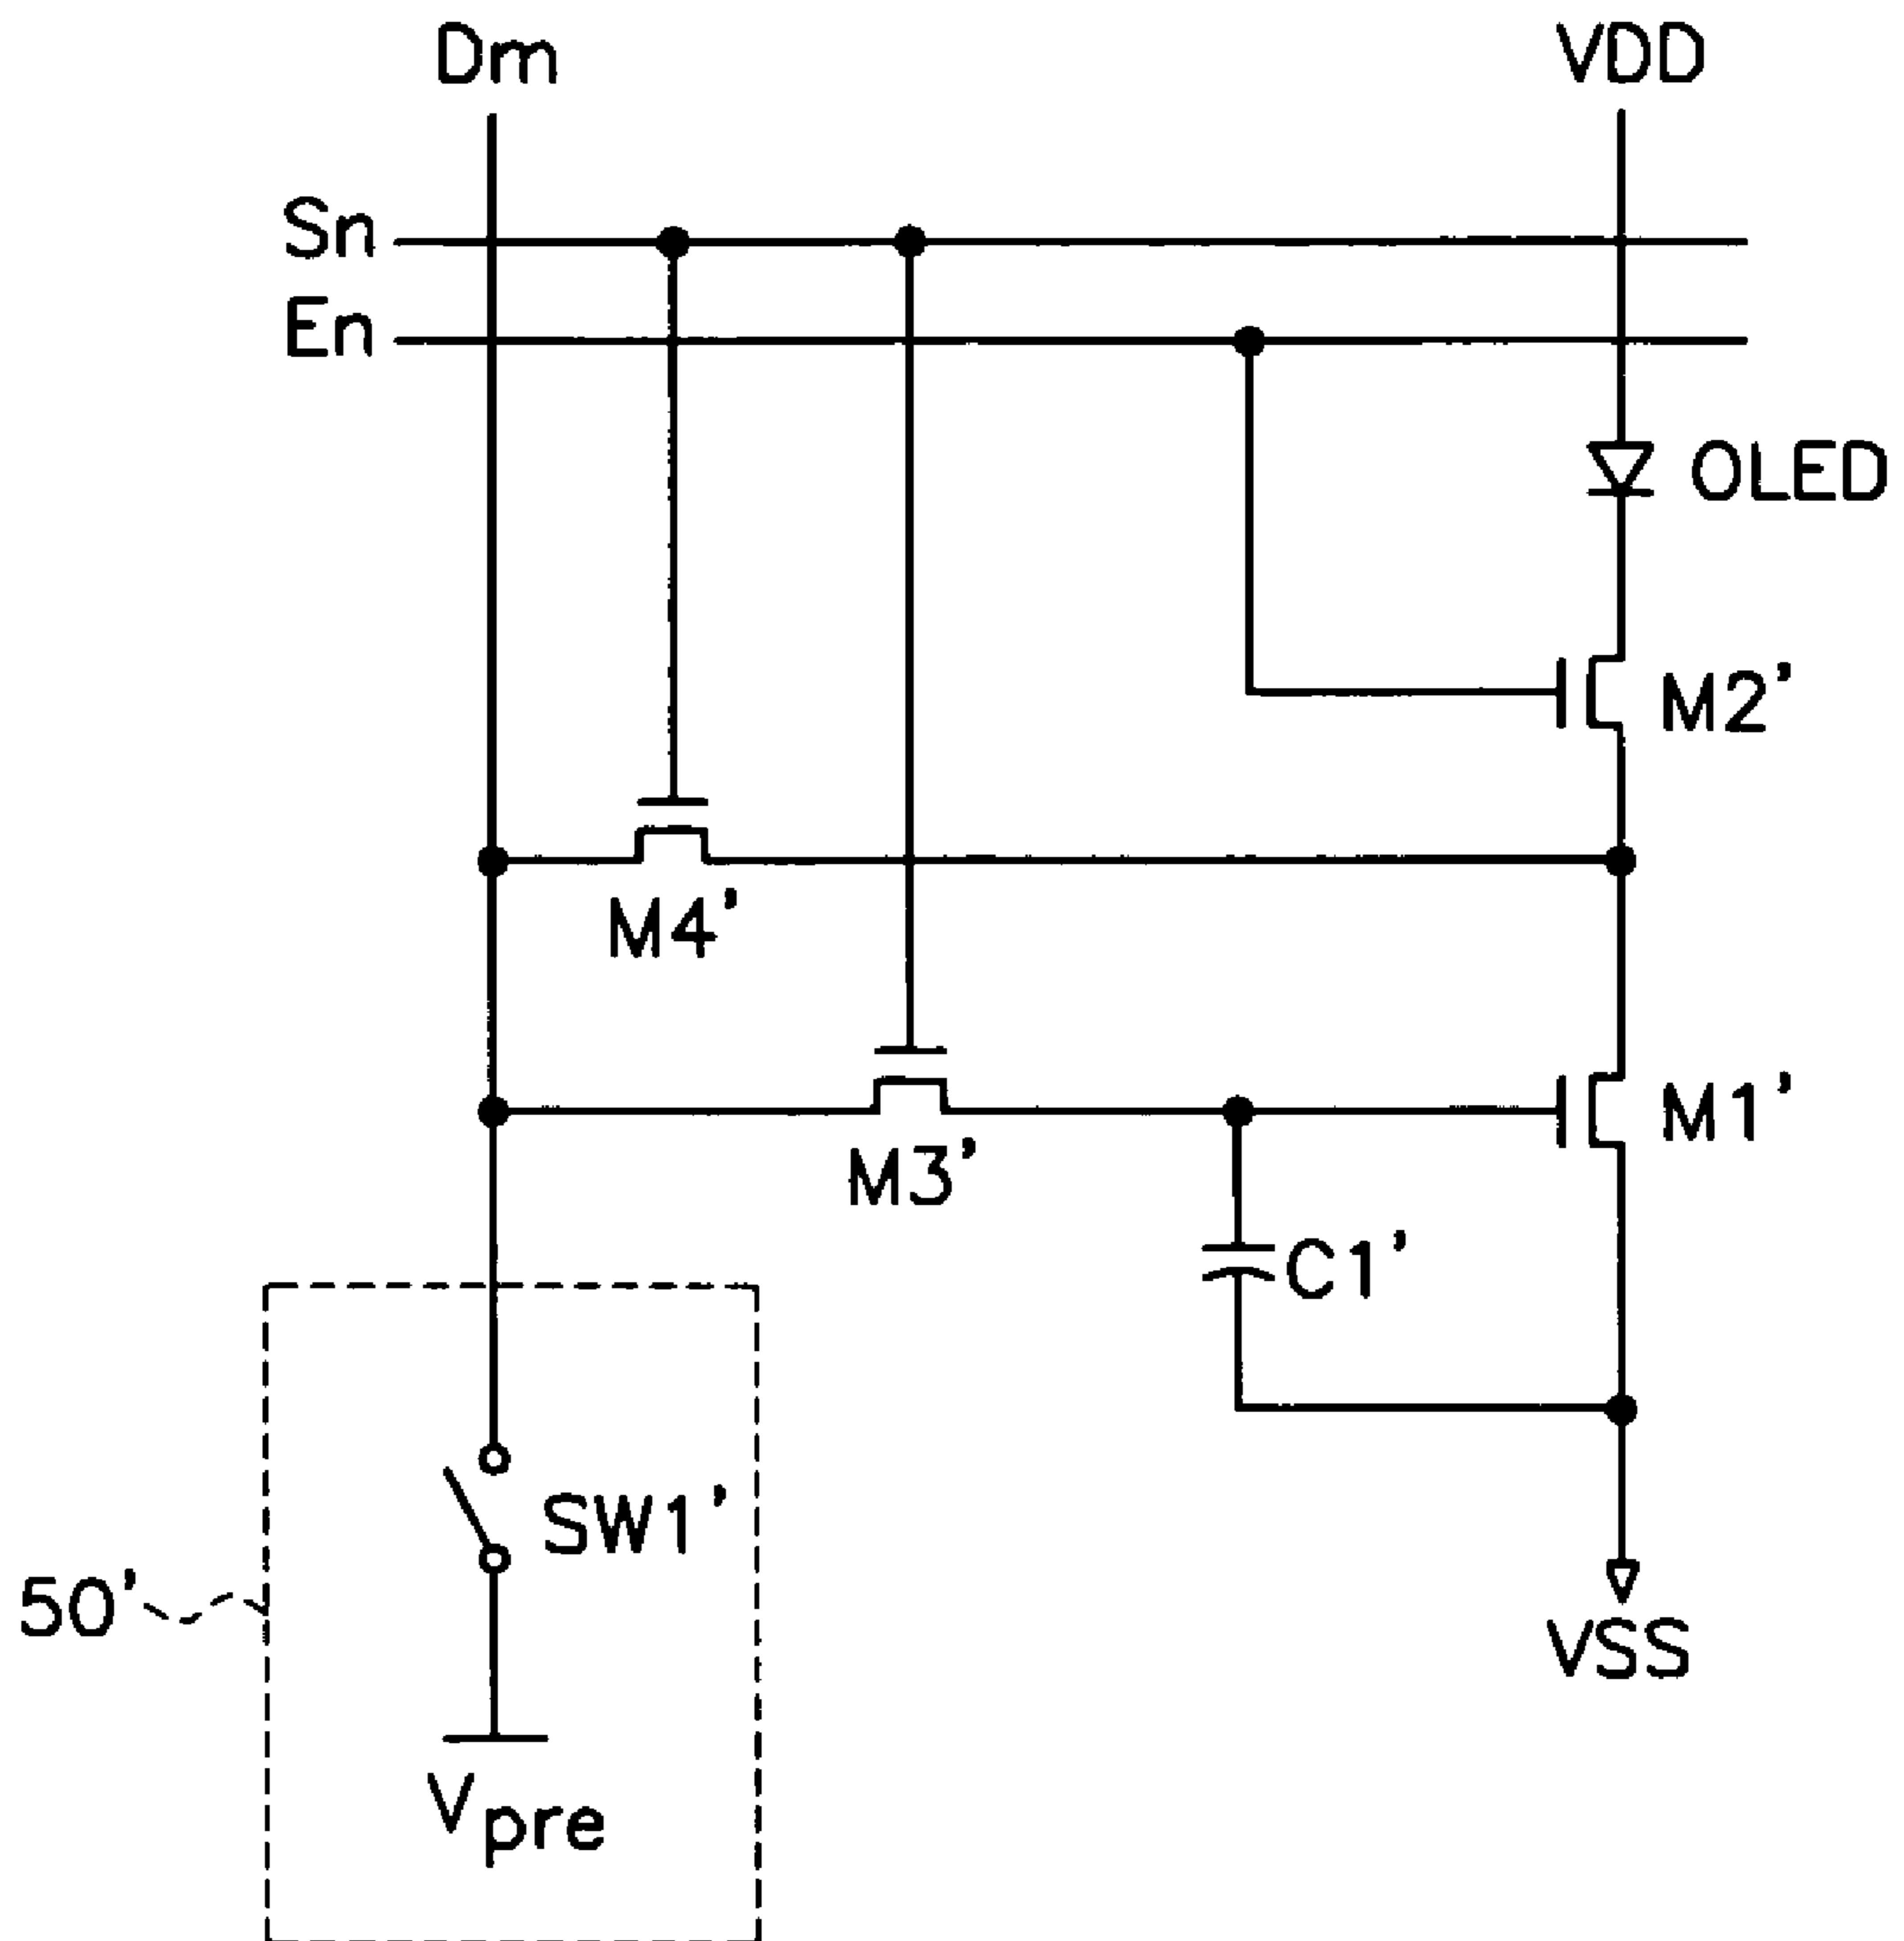 Dm
VDD
Sn
En
OLED
M2'
M4'
M1'
M3'
C1'
SW1'
50'
VSS
Vpre